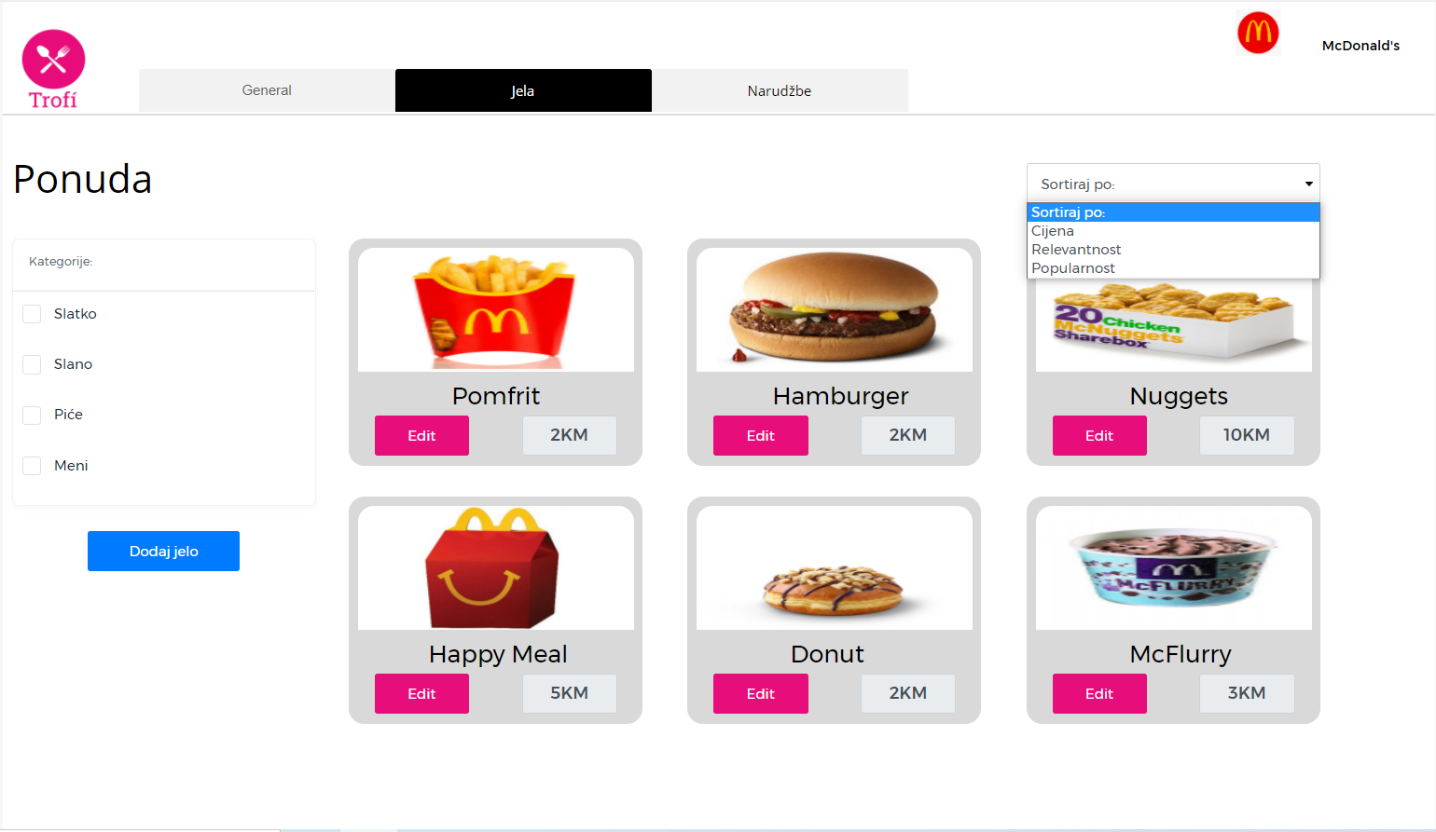 McDonald's
Trofí
General
Jela
Narudžbe
Ponuda
Sortiraj po:
Sortiraj po:
Cijena
Relevantnost
Popularnost
Kategorije:
Slatko
Slano
Piće
Meni
Dodaj jelo
20 Chicken
McNuggets
Sharebox
Pomfrit
Edit
2KM
Hamburger
Edit
2KM
Nuggets
Edit
10KM
McFLURRY
Happy Meal
Edit
5KM
Donut
Edit
2KM
McFlurry
Edit
3KM